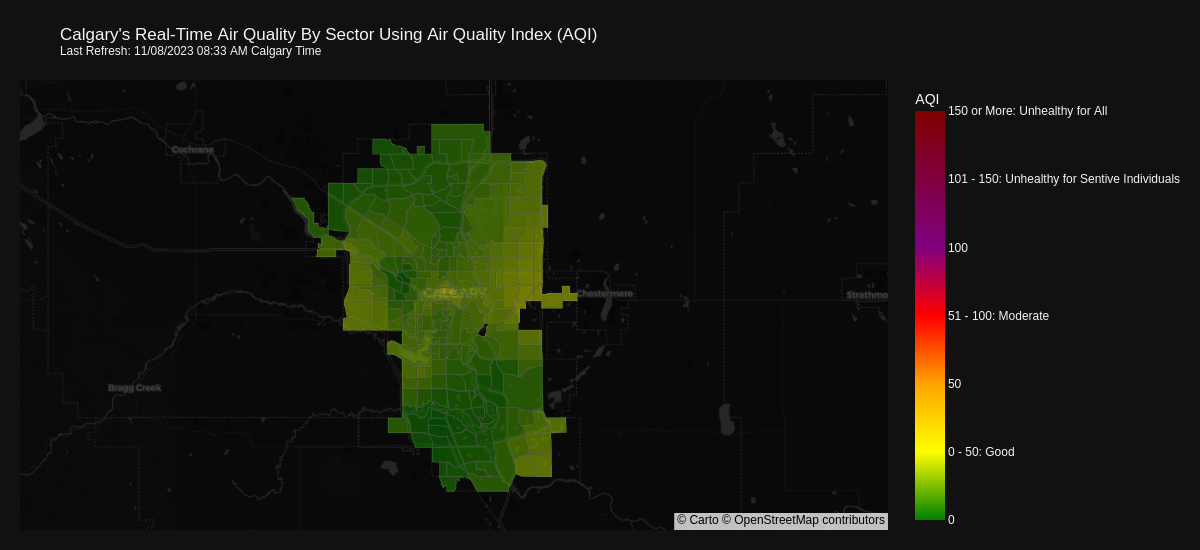 Calgary's Real-Time Air Quality By Sector Using Air Quality Index (AQI)
Last Refresh: 11/08/2023 08:33 AM Calgary Time
AQI
150 or More: Unhealthy for All
Cochrane
101 - 150: Unhealthy for Sentive Individuals
100
CALGARY
Chestermere
Strathmo
51 - 100: Moderate
Bragg Creek
50
0 - 50: Good
© Carto © OpenStreetMap contributors
0